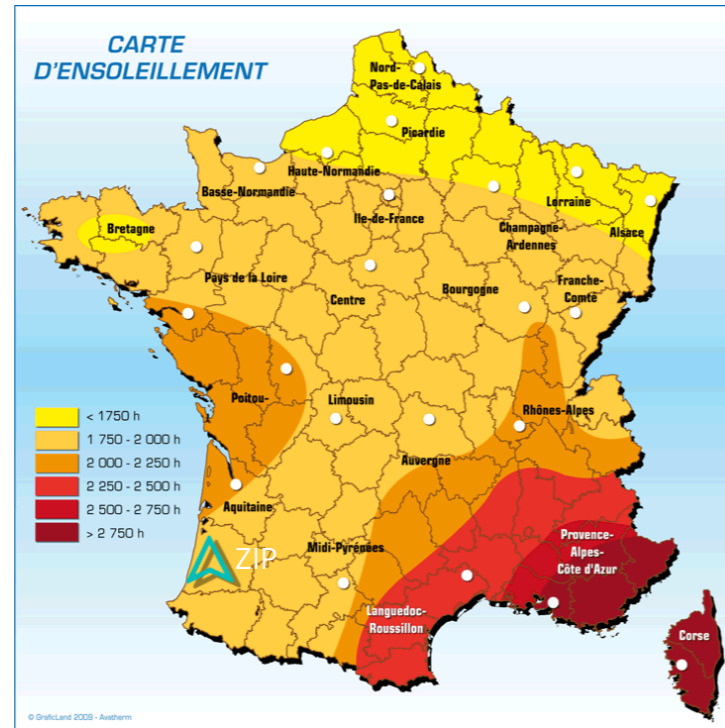 CARTE
D'ENSOLEILLEMENT
Nord-
Pas-de-Calais
Picardie
Haute-Normandie
Basse-Normandie
Ile-de-France
Lorraine
Champagne-
Ardennes
Alsace
Bretagne
Pays de la Loire
Centre
Bourgogne
Franche-
Comté
Poitou-
Limousin
Rhônes-Alpes
Auvergne
< 1750 h
1 750 - 2 000 h
2 000 - 2 250 h
2 250 - 2 500 h
2 500 - 2 750 h
> 2 750 h
Aquitaine
ZIP
Midi-Pyrénées
Provence-
Alpes-
Côte d'Azur
Languedoc-
Roussillon
Corse
© GraficLand 2009 - Avatherm